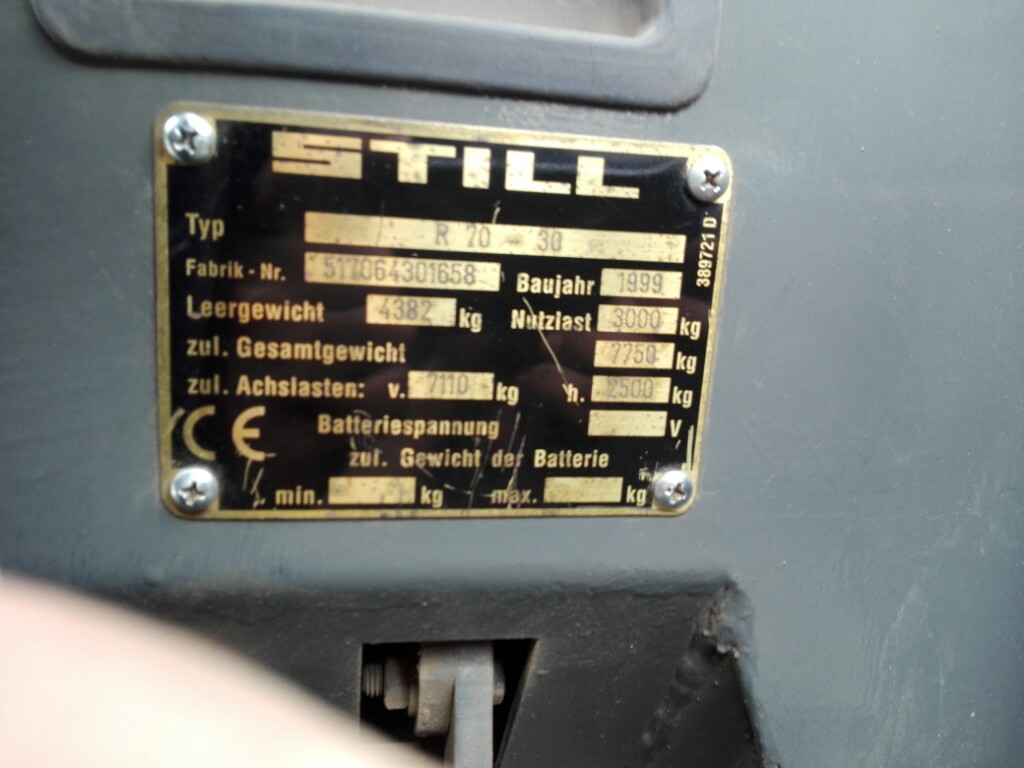 STILL
Typ R 70 - 30
Fabrik - Nr. 517064301658 Baujahr 1999
Leergewicht 4382 kg Nutzlast 3000 kg
zul. Gesamtgewicht 7750 kg
zul. Achslasten: v. 7110 kg h. 2500 kg
CE Batteriespannung V
zul. Gewicht der Batterie
min. kg max. kg
389721 D